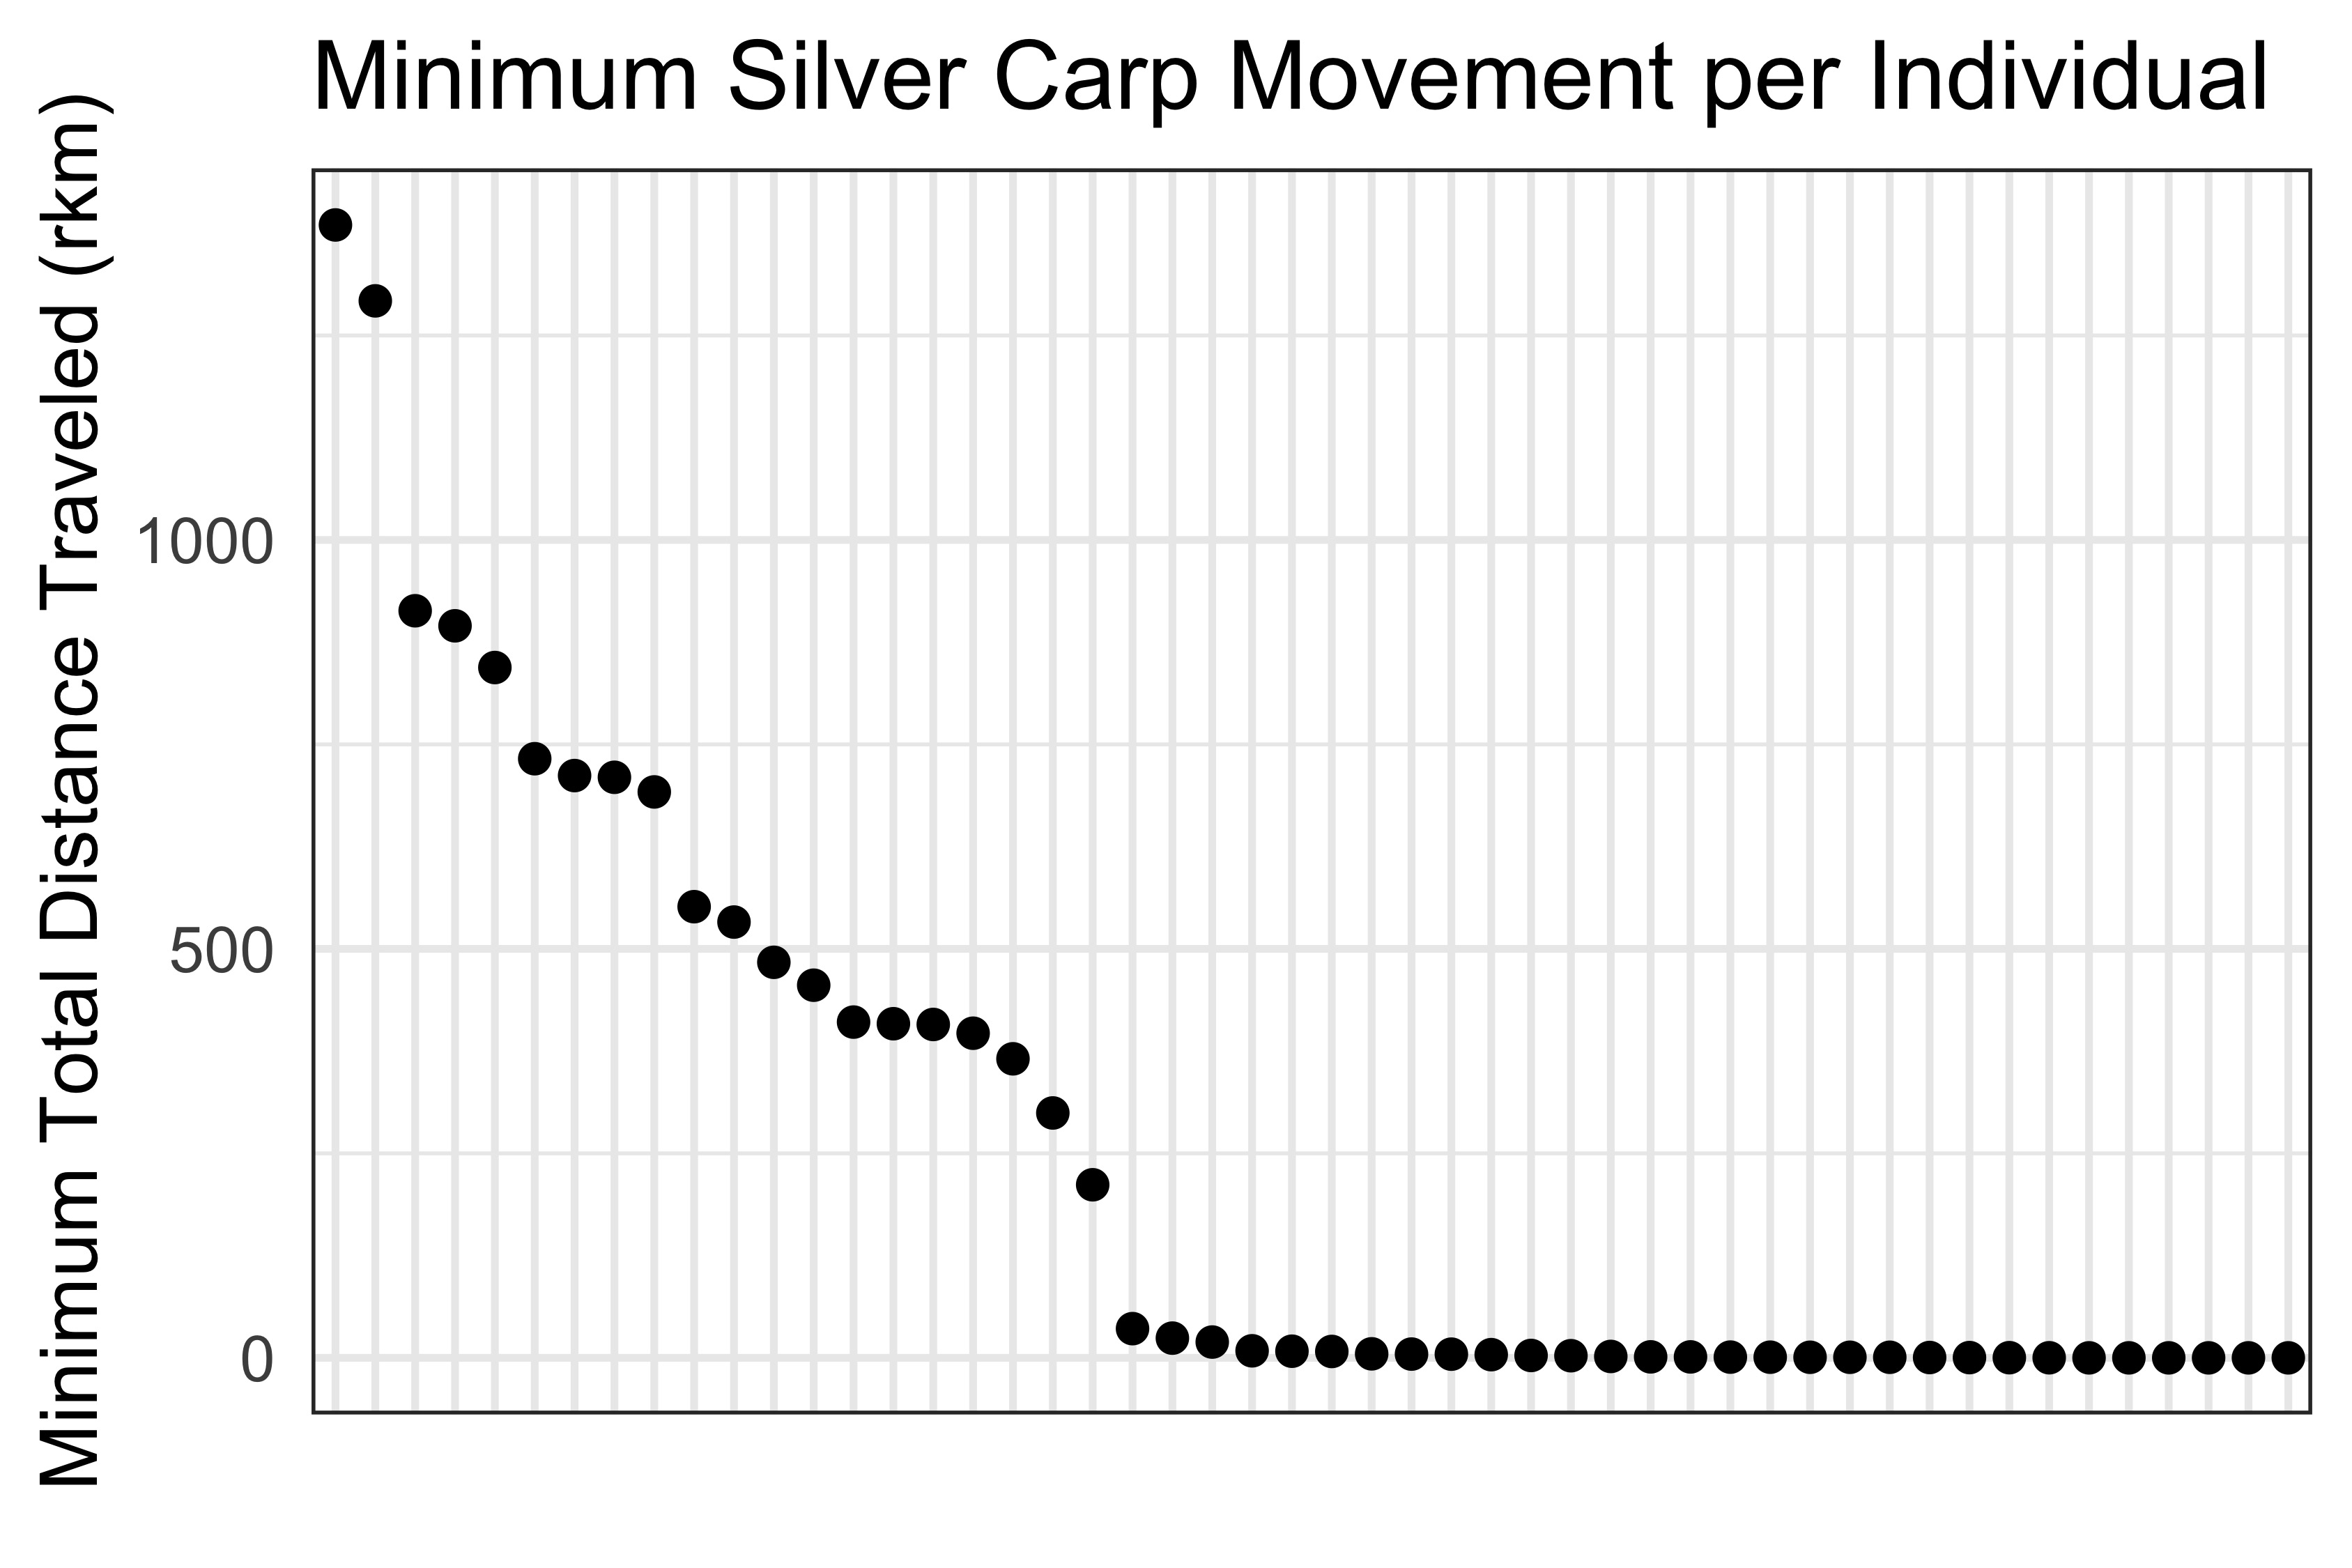 Minimum Silver Carp Movement per Individual
Minimum Total Distance Traveled (rkm)
1000
500
0